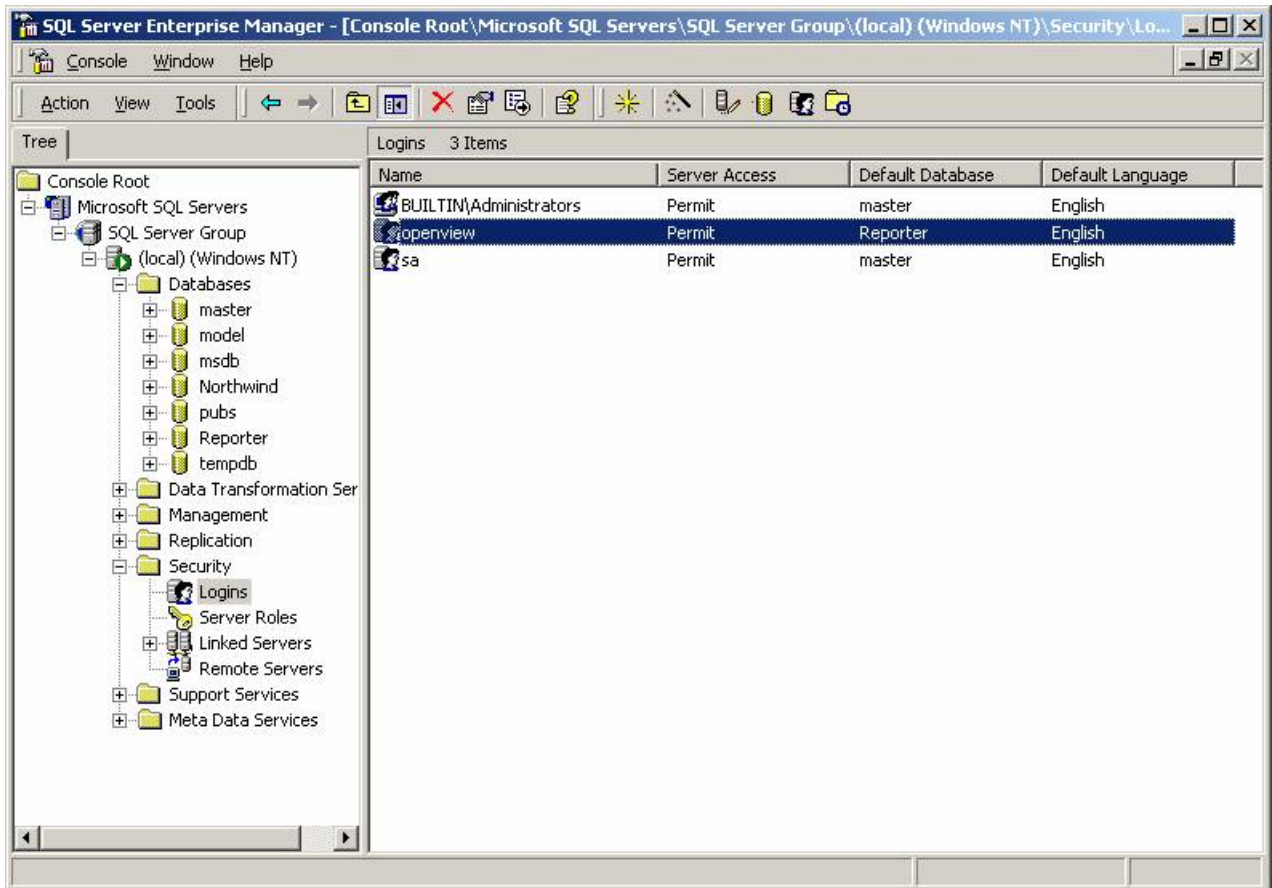 SQL Server Enterprise Manager - [Console Root\Microsoft SQL Servers\SQL Server Group\(local) (Windows NT)\Security\Lo...
Console Window Help
Action View Tools
Tree
Logins 3 Items
Console Root
Microsoft SQL Servers
SQL Server Group
(local) (Windows NT)
Databases
master
model
msdb
Northwind
pubs
Reporter
tempdb
Data Transformation Ser
Management
Replication
Security
Logins
Server Roles
Linked Servers
Remote Servers
Support Services
Meta Data Services
Name Server Access Default Database Default Language
BUILTIN\Administrators Permit master English
openview Permit Reporter English
sa Permit master English